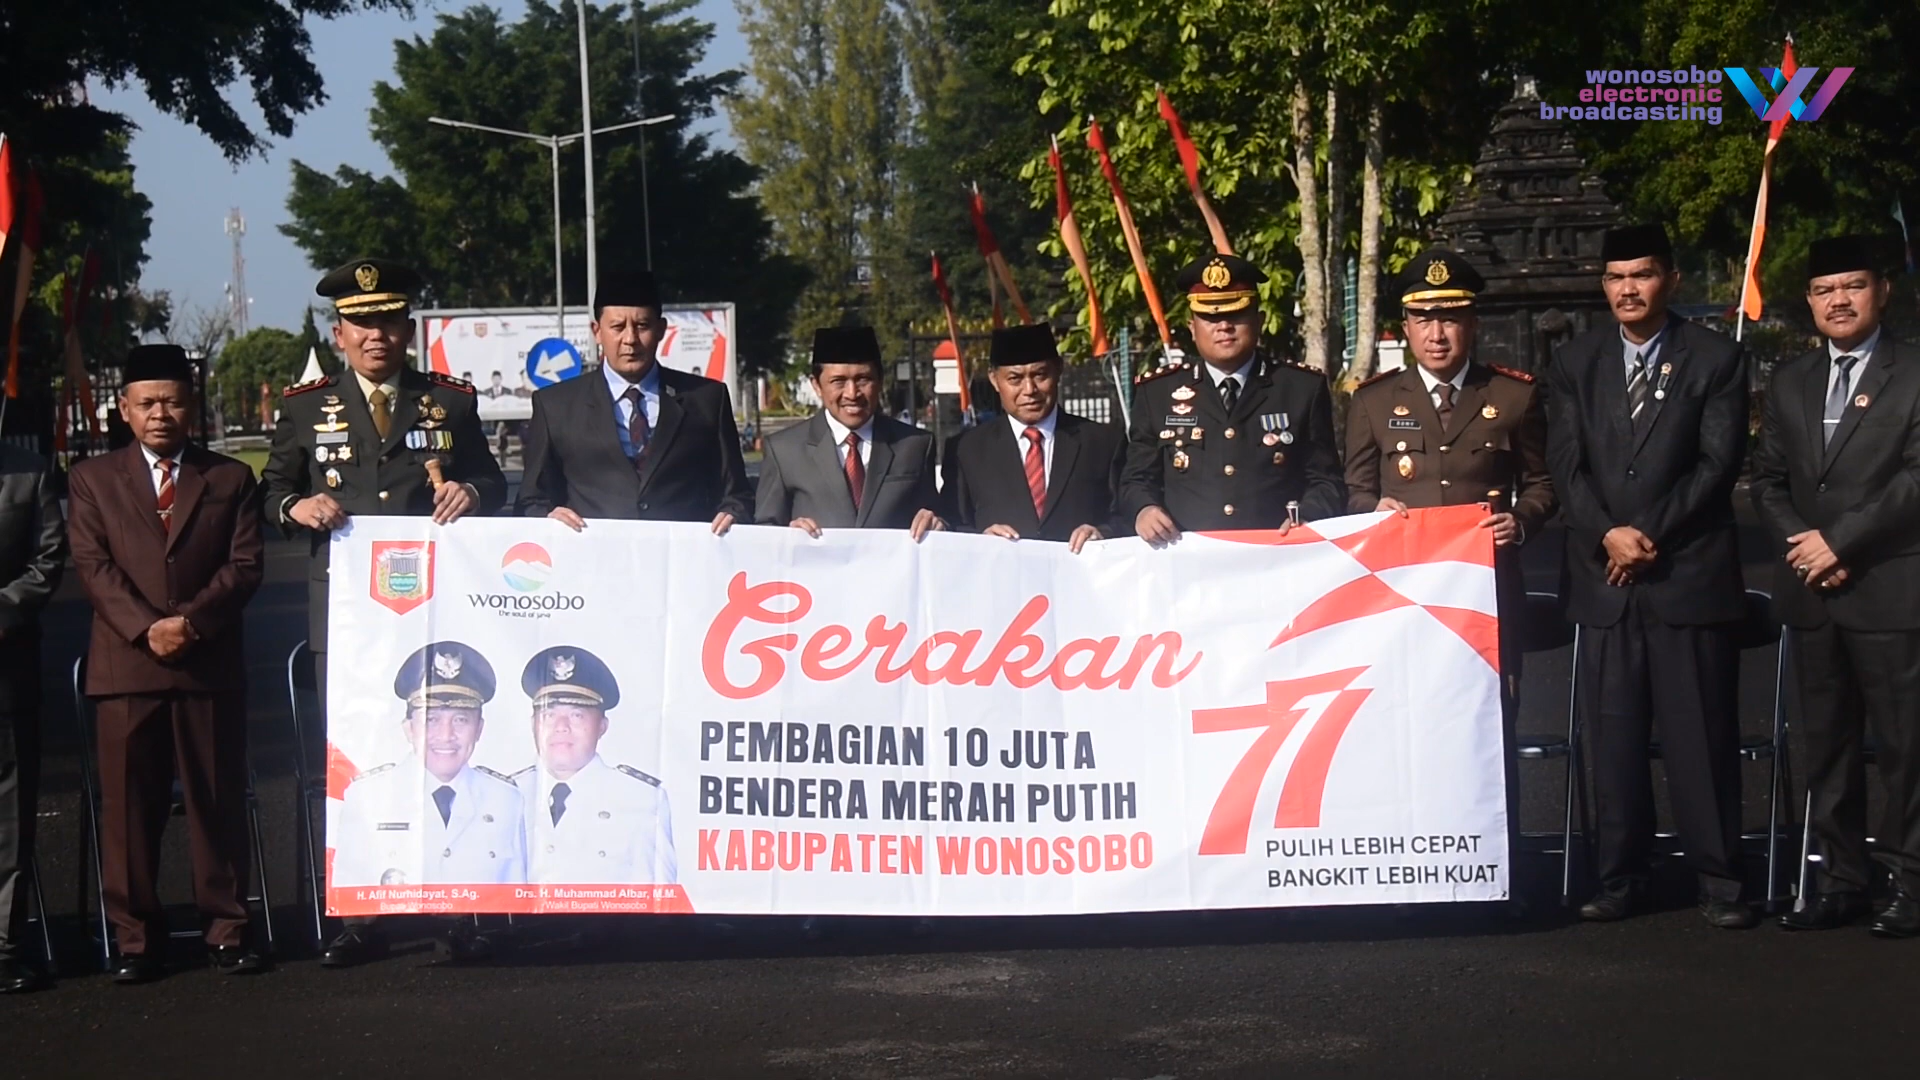 wonosobo
electronic
broadcasting
wonosobo
the soul of java
Gerakan
PEMBAGIAN 10 JUTA
BENDERA MERAH PUTIH
KABUPATEN WONOSOBO
77
PULIH LEBIH CEPAT
BANGKIT LEBIH KUAT
H. Afif Nurhidayat, S.Ag.
Bupati Wonosobo
Drs. H. Muhammad Albar, M.M.
Wakil Bupati Wonosobo